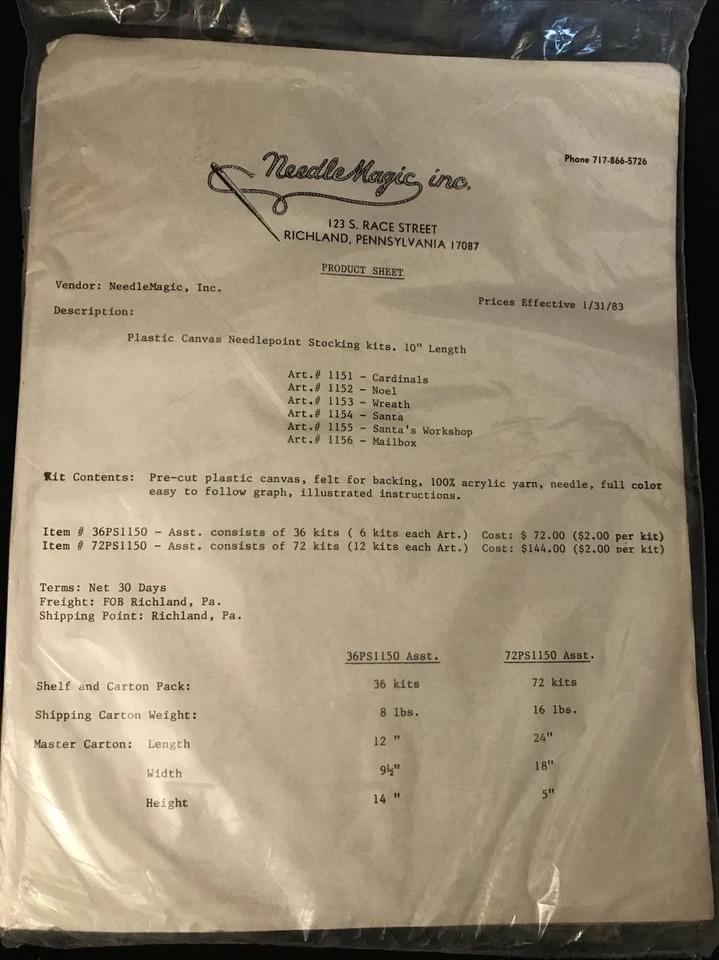 NeedleMagic inc.
Phone 717-866-5726
123 S. RACE STREET
RICHLAND, PENNSYLVANIA 17087
PRODUCT SHEET
Vendor: NeedleMagic, Inc.
Prices Effective 1/31/83
Description:
Plastic Canvas Needlepoint Stocking kits. 10" Length
Art.# 1151 - Cardinals
Art.# 1152 - Noel
Art.# 1153 - Wreath
Art.# 1154 - Santa
Art.# 1155 - Santa's Workshop
Art.# 1156 - Mailbox
Kit Contents: Pre-cut plastic canvas, felt for backing, 100% acrylic yarn, needle, full color
easy to follow graph, illustrated instructions.
Item # 36PS1150 - Asst. consists of 36 kits ( 6 kits each Art.) Cost: $ 72.00 ($2.00 per kit)
Item # 72PS1150 - Asst. consists of 72 kits (12 kits each Art.) Cost: $144.00 ($2.00 per kit)
Terms: Net 30 Days
Freight: FOB Richland, Pa.
Shipping Point: Richland, Pa.
36PS1150 Asst. 72PS1150 Asst.
Shelf and Carton Pack: 36 kits 72 kits
Shipping Carton Weight: 8 lbs. 16 lbs.
Master Carton: Length 12 " 24"
Width 9½" 18"
Height 14 " 5"